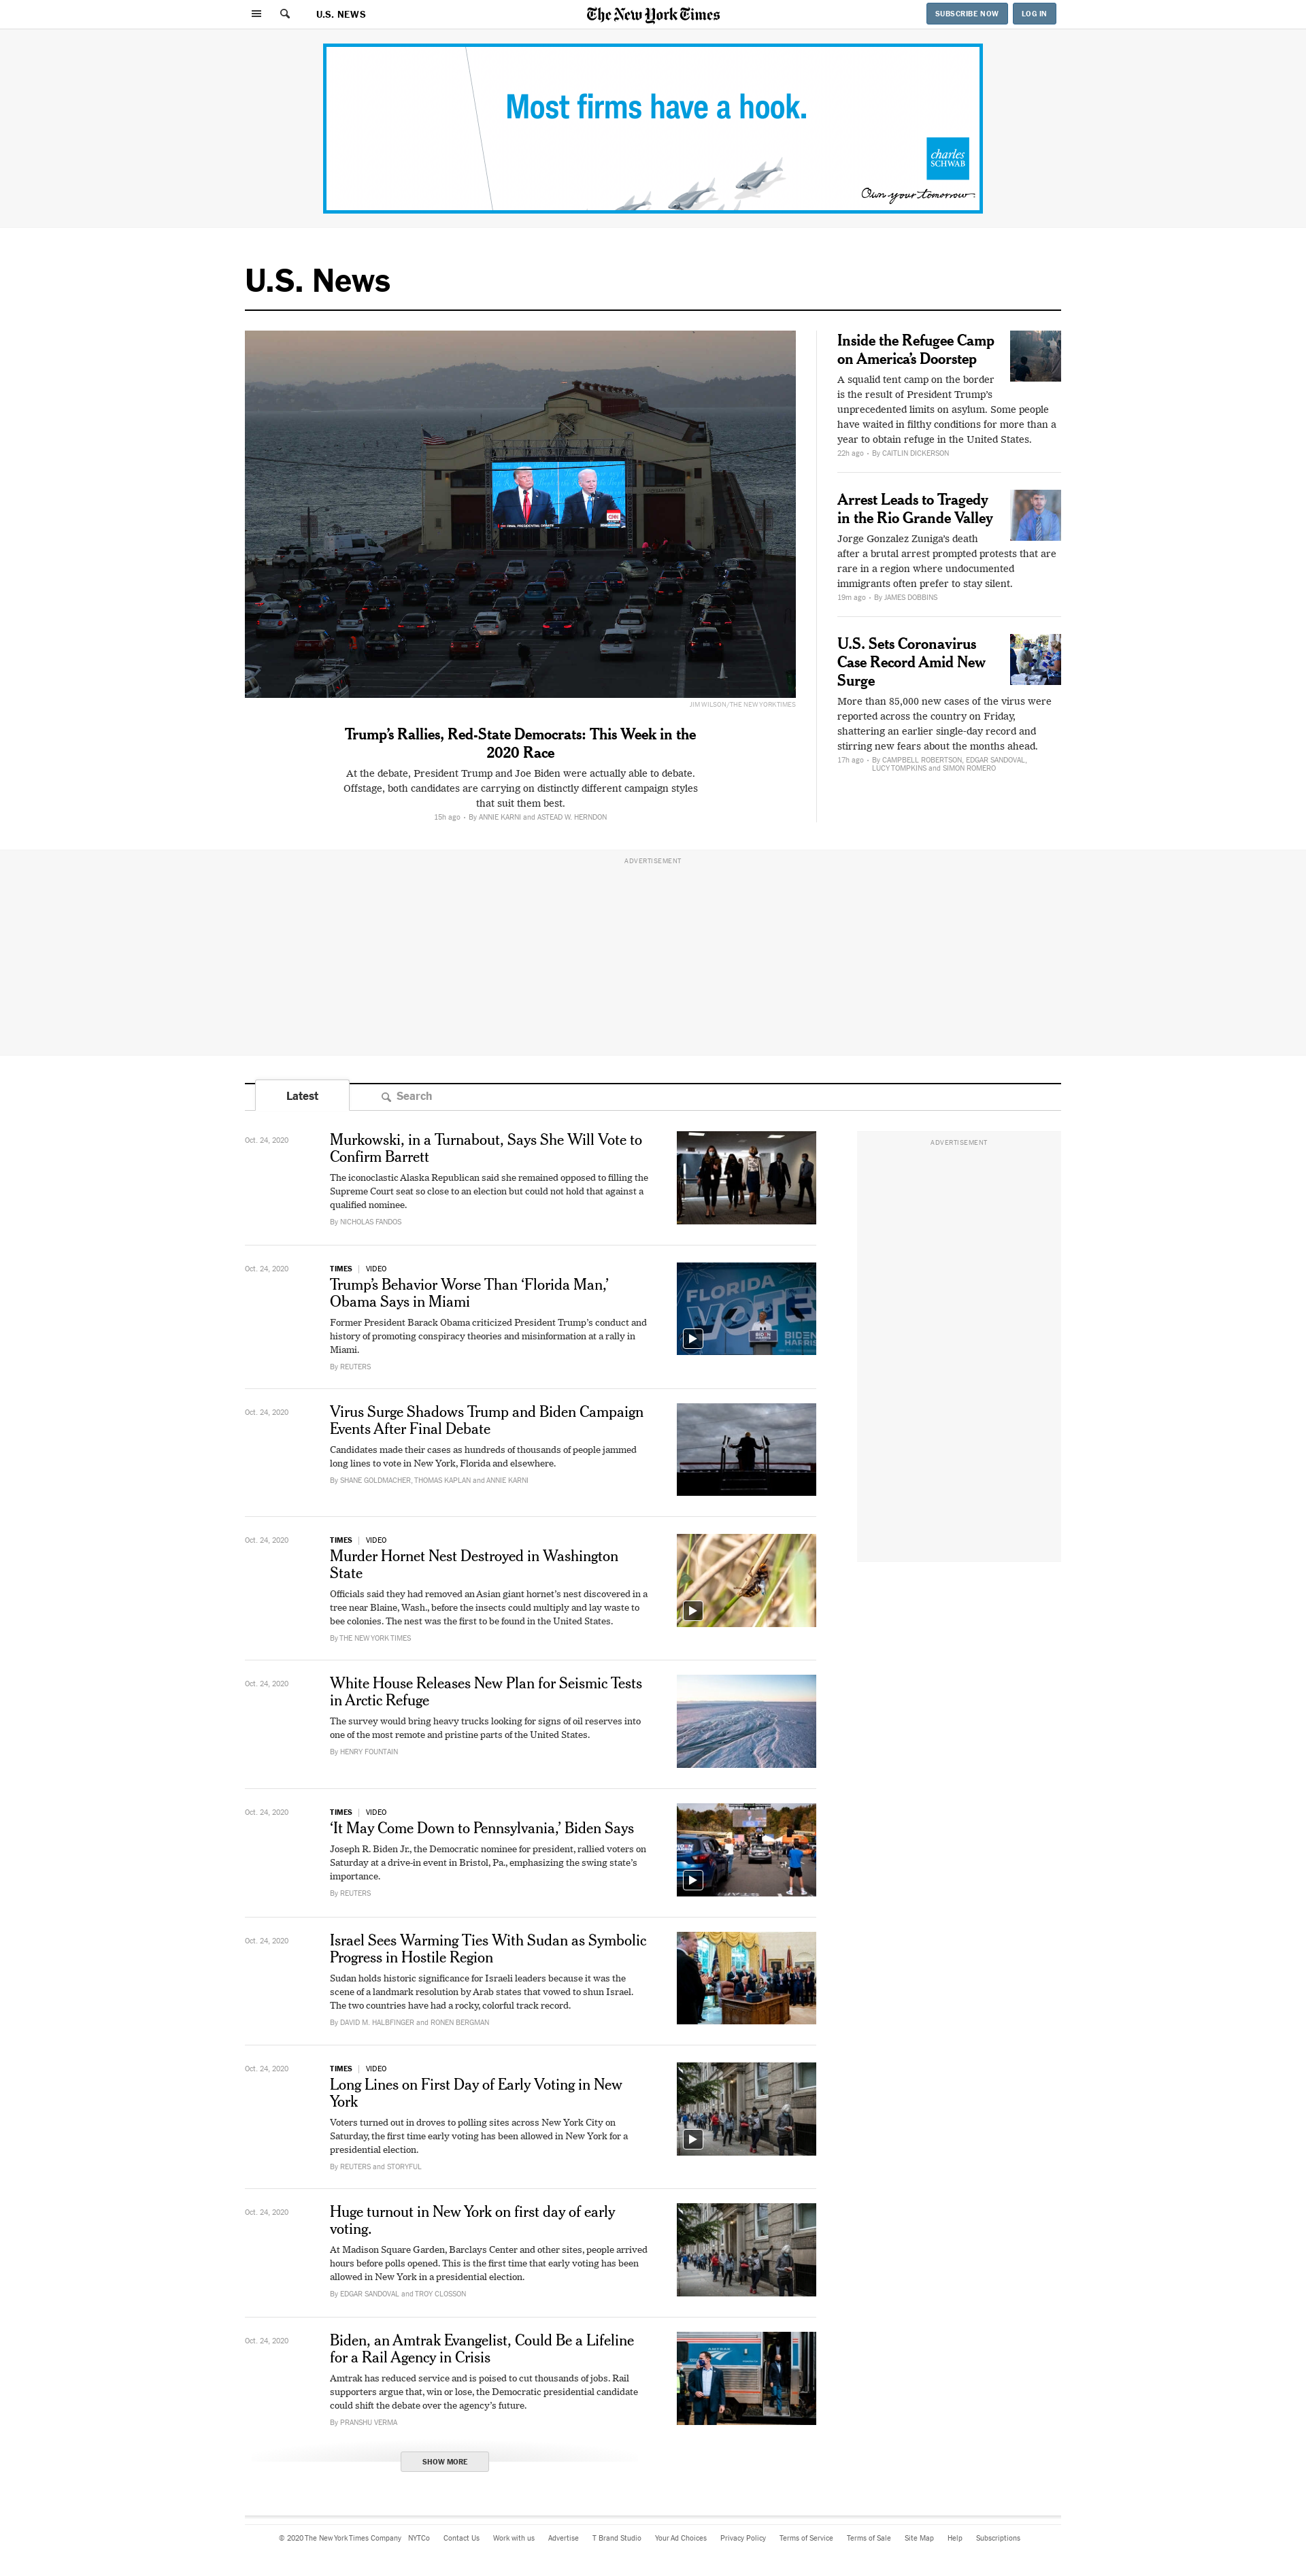 U.S. NEWS
The New York Times
SUBSCRIBE NOW
LOG IN
Most firms have a hook.
charles
SCHWAB
Own your tomorrow.
U.S. News
FINAL PRESIDENTIAL DEBATE
CNN
JIM WILSON/THE NEW YORK TIMES
Trump’s Rallies, Red-State Democrats: This Week in the
2020 Race
At the debate, President Trump and Joe Biden were actually able to debate.
Offstage, both candidates are carrying on distinctly different campaign styles
that suit them best.
15h ago • By ANNIE KARNI and ASTEAD W. HERNDON
Inside the Refugee Camp
on America’s Doorstep
A squalid tent camp on the border
is the result of President Trump’s
unprecedented limits on asylum. Some people
have waited in filthy conditions for more than a
year to obtain refuge in the United States.
22h ago • By CAITLIN DICKERSON
Arrest Leads to Tragedy
in the Rio Grande Valley
Jorge Gonzalez Zuniga’s death
after a brutal arrest prompted protests that are
rare in a region where undocumented
immigrants often prefer to stay silent.
19m ago • By JAMES DOBBINS
U.S. Sets Coronavirus
Case Record Amid New
Surge
More than 85,000 new cases of the virus were
reported across the country on Friday,
shattering an earlier single-day record and
stirring new fears about the months ahead.
17h ago • By CAMPBELL ROBERTSON, EDGAR SANDOVAL,
LUCY TOMPKINS and SIMON ROMERO
ADVERTISEMENT
Latest
Search
ADVERTISEMENT
Oct. 24, 2020
Murkowski, in a Turnabout, Says She Will Vote to
Confirm Barrett
The iconoclastic Alaska Republican said she remained opposed to filling the
Supreme Court seat so close to an election but could not hold that against a
qualified nominee.
By NICHOLAS FANDOS
Oct. 24, 2020
TIMES | VIDEO
Trump’s Behavior Worse Than ‘Florida Man,’
Obama Says in Miami
Former President Barack Obama criticized President Trump’s conduct and
history of promoting conspiracy theories and misinformation at a rally in
Miami.
By REUTERS
FLORIDA
VOTE
BIDEN
HARRIS
Oct. 24, 2020
Virus Surge Shadows Trump and Biden Campaign
Events After Final Debate
Candidates made their cases as hundreds of thousands of people jammed
long lines to vote in New York, Florida and elsewhere.
By SHANE GOLDMACHER, THOMAS KAPLAN and ANNIE KARNI
Oct. 24, 2020
TIMES | VIDEO
Murder Hornet Nest Destroyed in Washington
State
Officials said they had removed an Asian giant hornet’s nest discovered in a
tree near Blaine, Wash., before the insects could multiply and lay waste to
bee colonies. The nest was the first to be found in the United States.
By THE NEW YORK TIMES
Oct. 24, 2020
White House Releases New Plan for Seismic Tests
in Arctic Refuge
The survey would bring heavy trucks looking for signs of oil reserves into
one of the most remote and pristine parts of the United States.
By HENRY FOUNTAIN
Oct. 24, 2020
TIMES | VIDEO
‘It May Come Down to Pennsylvania,’ Biden Says
Joseph R. Biden Jr., the Democratic nominee for president, rallied voters on
Saturday at a drive-in event in Bristol, Pa., emphasizing the swing state’s
importance.
By REUTERS
Oct. 24, 2020
Israel Sees Warming Ties With Sudan as Symbolic
Progress in Hostile Region
Sudan holds historic significance for Israeli leaders because it was the
scene of a landmark resolution by Arab states that vowed to shun Israel.
The two countries have had a rocky, colorful track record.
By DAVID M. HALBFINGER and RONEN BERGMAN
Oct. 24, 2020
TIMES | VIDEO
Long Lines on First Day of Early Voting in New
York
Voters turned out in droves to polling sites across New York City on
Saturday, the first time early voting has been allowed in New York for a
presidential election.
By REUTERS and STORYFUL
Oct. 24, 2020
Huge turnout in New York on first day of early
voting.
At Madison Square Garden, Barclays Center and other sites, people arrived
hours before polls opened. This is the first time that early voting has been
allowed in New York in a presidential election.
By EDGAR SANDOVAL and TROY CLOSSON
Oct. 24, 2020
Biden, an Amtrak Evangelist, Could Be a Lifeline
for a Rail Agency in Crisis
Amtrak has reduced service and is poised to cut thousands of jobs. Rail
supporters argue that, win or lose, the Democratic presidential candidate
could shift the debate over the agency’s future.
By PRANSHU VERMA
AMTRAK
SHOW MORE
© 2020 The New York Times Company NYTCo Contact Us Work with us Advertise T Brand Studio Your Ad Choices Privacy Policy Terms of Service Terms of Sale Site Map Help Subscriptions